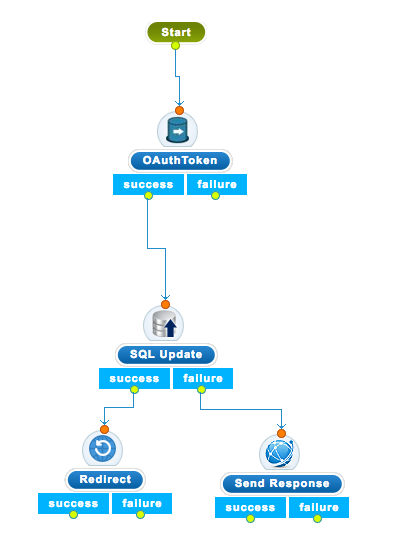 Start
OAuthToken
success failure
SQL Update
success failure
Redirect
Send Response
success failure
success failure